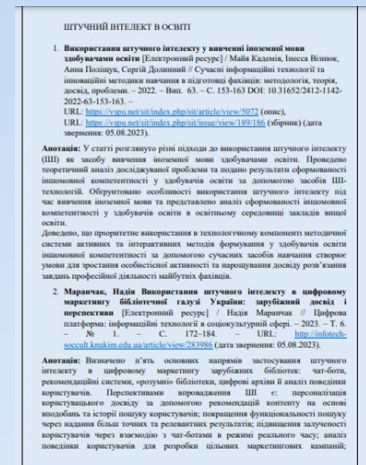 ШТУЧНИЙ ІНТЕЛЕКТ В ОСВІТІ
1. Використання штучного інтелекту у вивченні іноземної мови
здобувачами освіти [Електронний ресурс] / Майя Кадемія, Інесса Візнюк,
Анна Поліщук, Сергій Долинний // Сучасні інформаційні технології та
інноваційні методики навчання в підготовці фахівців: методологія, теорія,
досвід, проблеми. – 2022. – Вип. 63. – С. 153-163 DOI: 10.31652/2412-1142-
2022-63-153-163. –
URL: https://vspu.net/sit/index.php/sit/article/view/5072 (опис),
URL: https://vspu.net/sit/index.php/sit/issue/view/189/186 (збірник) (дата
звернення: 05.08.2023).
Анотація: У статті розглянуто різні підходи до використання штучного інтелекту
(ШІ) як засобу вивчення іноземної мови здобувачами освіти. Проведено
теоретичний аналіз досліджуваної проблеми та подано результати сформованості
іншомовної компетентності у здобувачів освіти за допомогою засобів ШІ-
технологій. Обґрунтовано особливості використання штучного інтелекту під
час вивчення іноземної мови та представлено аналіз сформованості іншомовної
компетентності у здобувачів освіти в освітньому середовищі закладів вищої
освіти.
Доведено, що пріоритетне використання в технологічному компоненті методичної
системи активних та інтерактивних методів формування у здобувачів освіти
іншомовної компетентності за допомогою сучасних засобів навчання створює
умови для зростання особистісної активності та нарощування досвіду розв’язання
завдань професійної діяльності майбутніх фахівців.
2. Маранчак, Надія Використання штучного інтелекту в цифровому
маркетингу бібліотечної галузі України: зарубіжний досвід і
перспективи [Електронний ресурс] / Надія Маранчак // Цифрова
платформа: інформаційні технології в соціокультурній сфері. – 2023. – Т. 6.
– № 1. – С. 172–184. – URL: http://infotech-
soccult.knukim.edu.ua/article/view/283986 (дата звернення: 05.08.2023).
Анотація: Визначено п’ять основних напрямів застосування штучного
інтелекту в цифровому маркетингу зарубіжних бібліотек: чат-боти,
рекомендаційні системи, «розумні» бібліотеки, цифрові архіви й аналіз поведінки
користувачів. Перспективами впровадження ШІ є: персоналізація
користувацького досвіду за допомогою рекомендацій контенту на основі
вподобань та історії пошуку користувачів; покращення функціональності пошуку
через надання більш точних та релевантних результатів; підвищення залученості
користувачів через взаємодію з чат-ботами в режимі реального часу; аналіз
поведінки користувачів для розробки цільових маркетингових кампаній;